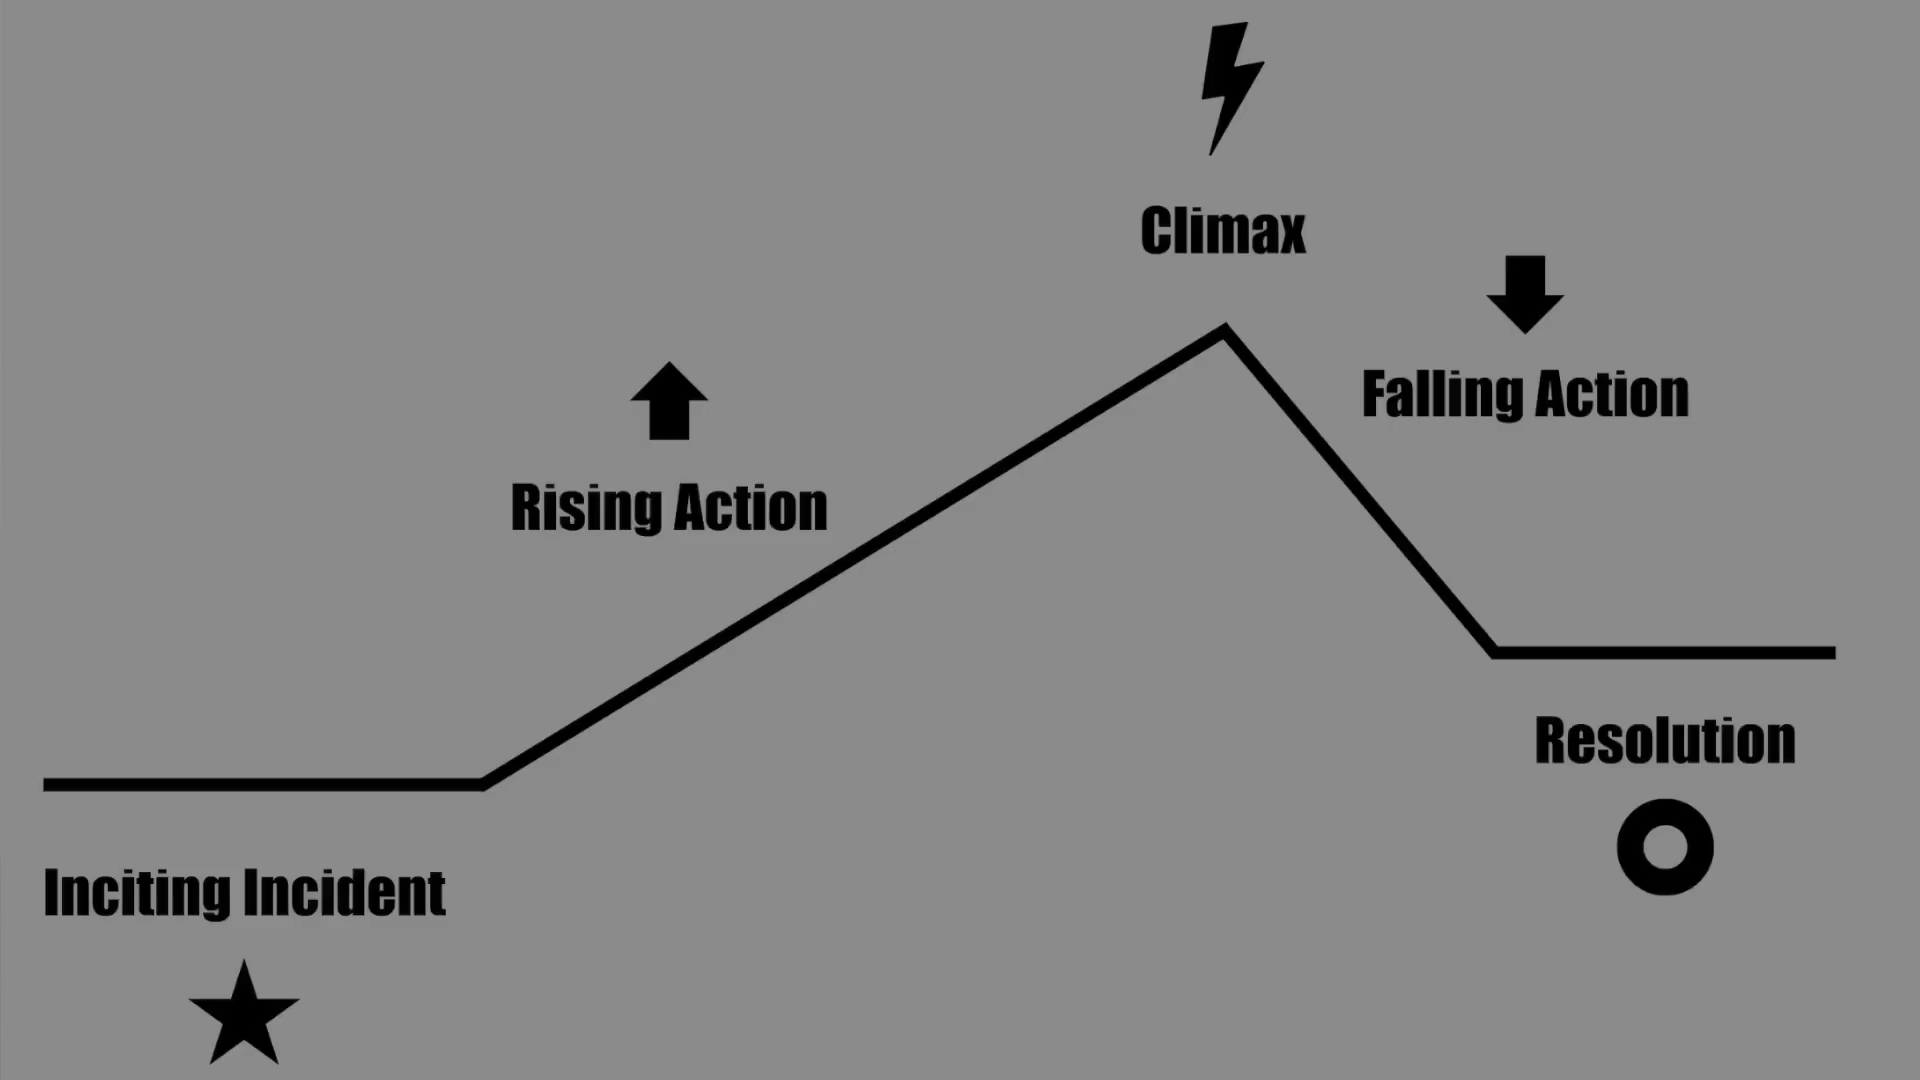 Climax
Falling Action
Rising Action
Resolution
Inciting Incident